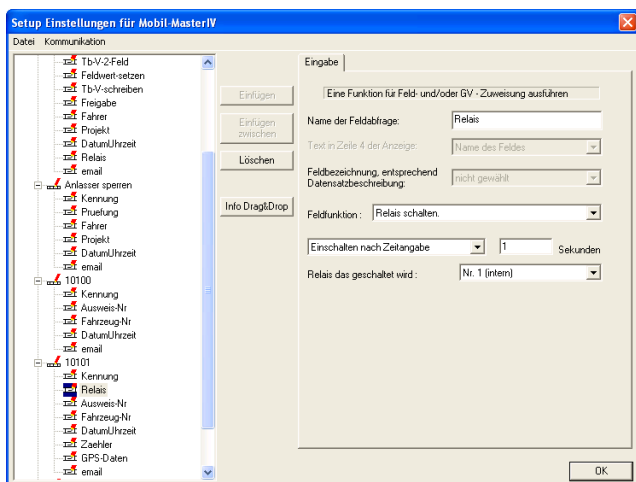 Setup Einstellungen für Mobil-MasterIV
Datei Kommunikation
Tb-V-2-Feld
Feldwert-setzen
Tb-V-schreiben
Freigabe
Fahrer
Projekt
DatumUhrzeit
Relais
email
Anlasser sperren
Kennung
Pruefung
Fahrer
Projekt
DatumUhrzeit
email
10100
Kennung
Ausweis-Nr
Fahrzeug-Nr
DatumUhrzeit
email
10101
Kennung
Relais
Ausweis-Nr
Fahrzeug-Nr
DatumUhrzeit
Zaehler
GPS-Daten
email
Einfügen
Einfügen
zwischen
Löschen
Info Drag&Drop
Eingabe
Eine Funktion für Feld- und/oder GV - Zuweisung ausführen
Name der Feldabfrage: Relais
Text in Zeile 4 der Anzeige: Name des Feldes
Feldbezeichnung, entsprechend
Datensatzbeschreibung: nicht gewählt
Feldfunktion : Relais schalten.
Einschalten nach Zeitangabe 1 Sekunden
Relais das geschaltet wird : Nr. 1 (intern)
OK